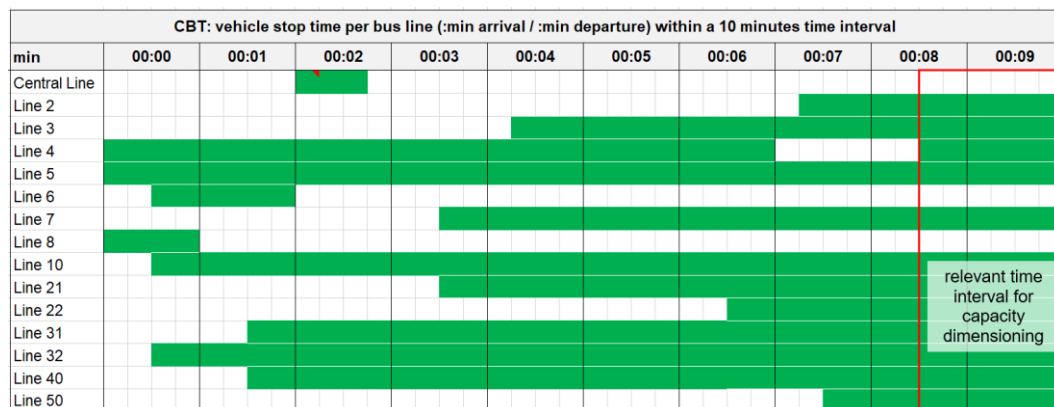 CBT: vehicle stop time per bus line (:min arrival / :min departure) within a 10 minutes time interval
min 00:00 00:01 00:02 00:03 00:04 00:05 00:06 00:07 00:08 00:09
Central Line
Line 2
Line 3
Line 4
Line 5
Line 6
Line 7
Line 8
Line 10
Line 21
Line 22
Line 31
Line 32
Line 40
Line 50
relevant time
interval for
capacity
dimensioning